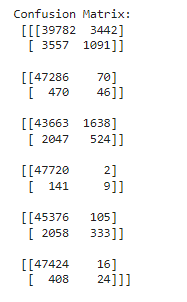 Confusion Matrix:
[[[39782 3442]
[ 3557 1091]]
[[47286 70]
[ 470 46]]
[[43663 1638]
[ 2047 524]]
[[47720 2]
[ 141 9]]
[[45376 105]
[ 2058 333]]
[[47424 16]
[ 408 24]]]